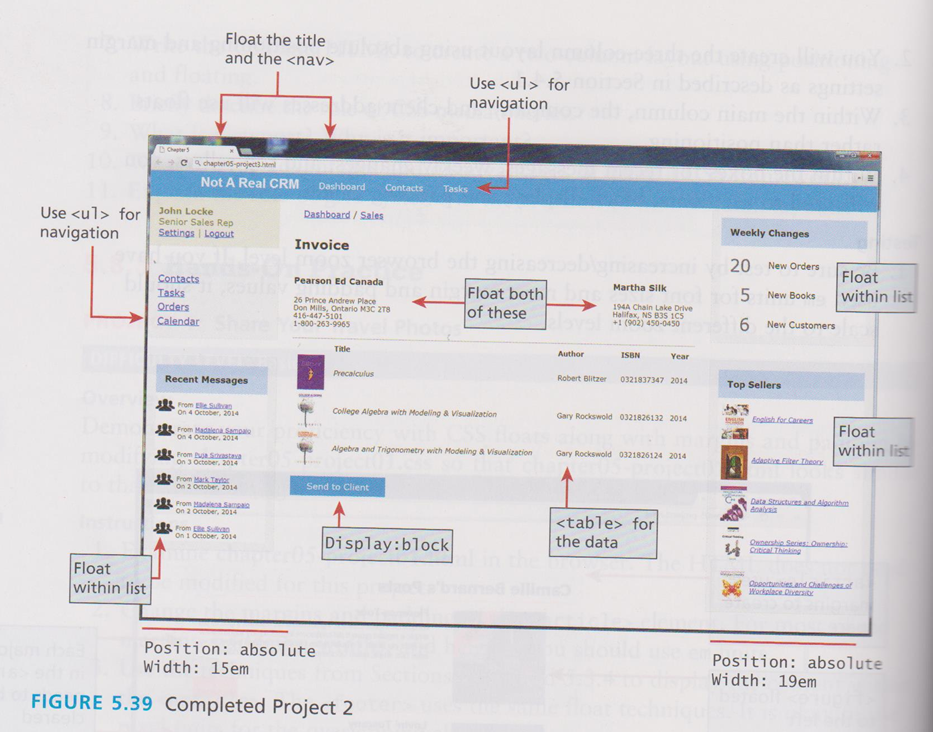 Float the title
and the <nav>
Use <ul> for
navigation
Chapter 5
chapter05-project3.html
Not A Real CRM Dashboard Contacts Tasks
Use <ul> for
navigation
John Locke
Senior Sales Rep
Settings | Logout
Contacts
Tasks
Orders
Calendar
Recent Messages
From Ellie Sullivan
On 4 October, 2014
From Madalena Sampaio
On 4 October, 2014
From Puja Srivastava
On 3 October, 2014
From Mark Taylor
On 2 October, 2014
From Madalena Sampaio
On 2 October, 2014
From Ellie Sullivan
On 1 October, 2014
Float
within list
Dashboard / Sales
Invoice
Pearson Ed Canada
26 Prince Andrew Place
Don Mills, Ontario M3C 2T8
416-447-5101
1-800-263-9965
Float both
of these
Martha Silk
194A Chain Lake Drive
Halifax, NS B3S 1C5
+1 (902) 450-0450
Title Author ISBN Year
Precalculus Robert Blitzer 0321837347 2014
College Algebra with Modeling & Visualization Gary Rockswold 0321826132 2014
Algebra and Trigonometry with Modeling & Visualization Gary Rockswold 0321826124 2014
Send to Client
Display:block
<table> for
the data
Weekly Changes
20 New Orders
5 New Books
6 New Customers
Float
within list
Top Sellers
English for Careers
Adaptive Filter Theory
Data Structures and Algorithm
Analysis
Ownership Series: Ownership:
Critical Thinking
Opportunities and Challenges of
Workplace Diversity
Float
within list
Position: absolute
Width: 15em
Position: absolute
Width: 19em
FIGURE 5.39 Completed Project 2